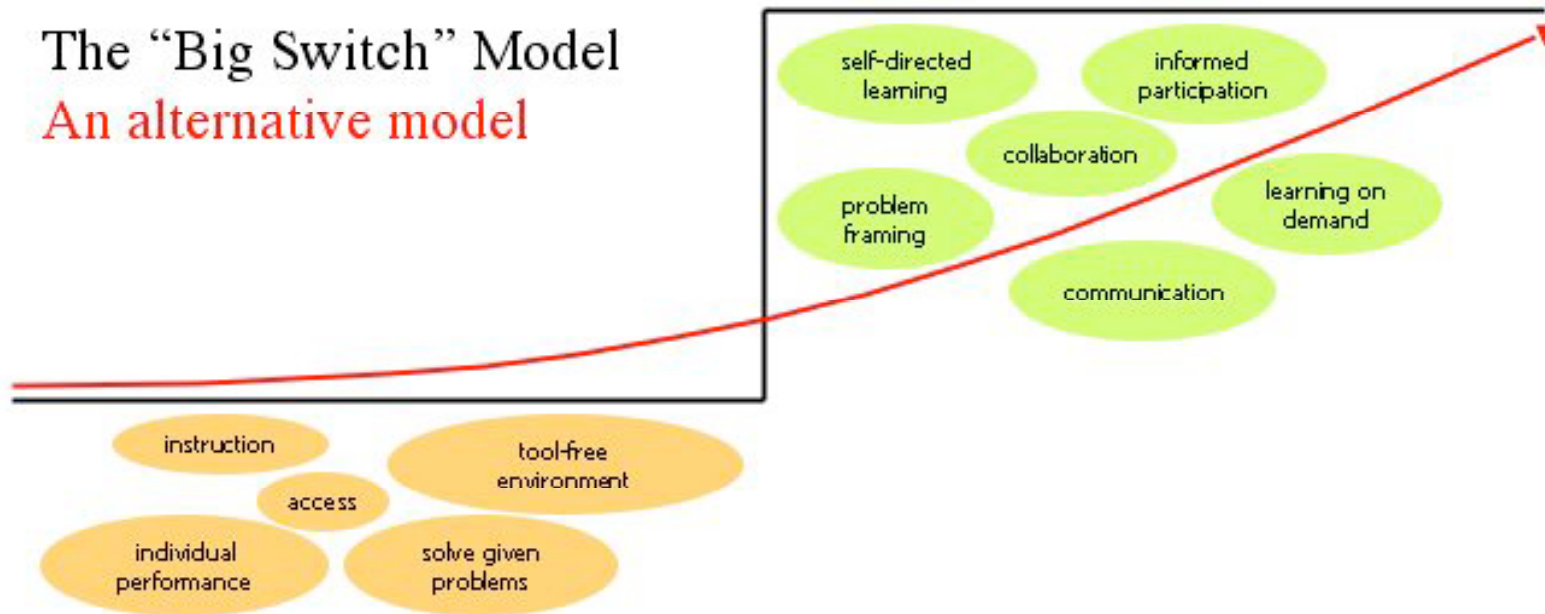 The “Big Switch” Model
An alternative model
self-directed
learning
informed
participation
collaboration
problem
framing
learning on
demand
communication
instruction
tool-free
environment
access
individual
performance
solve given
problems